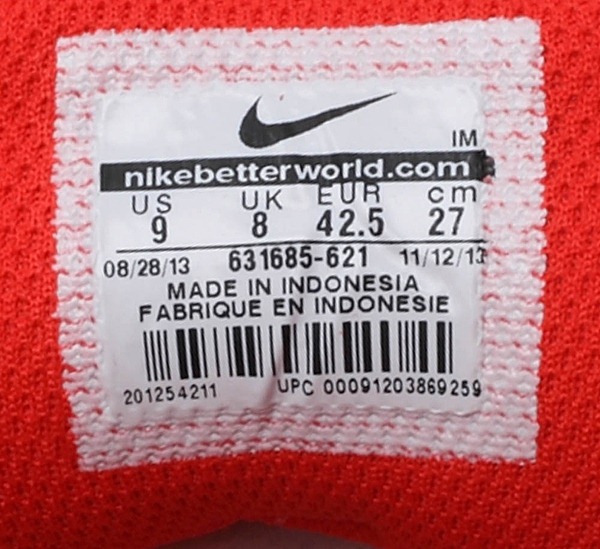 IM
nikebetterworld.com
US UK EUR cm
9 8 42.5 27
08/28/13 631685-621 11/12/13
MADE IN INDONESIA
FABRIQUE EN INDONESIE
201254211 UPC 00091203869259